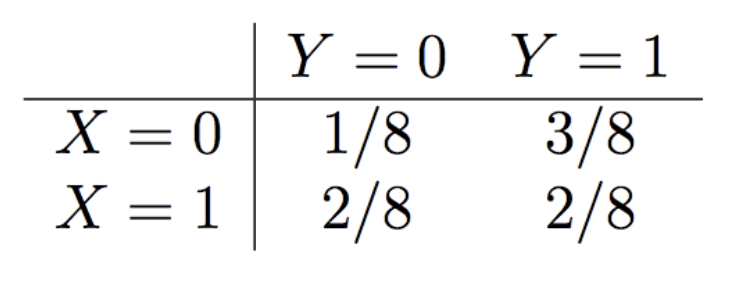 Y = 0 Y = 1
X = 0 1/8 3/8
X = 1 2/8 2/8